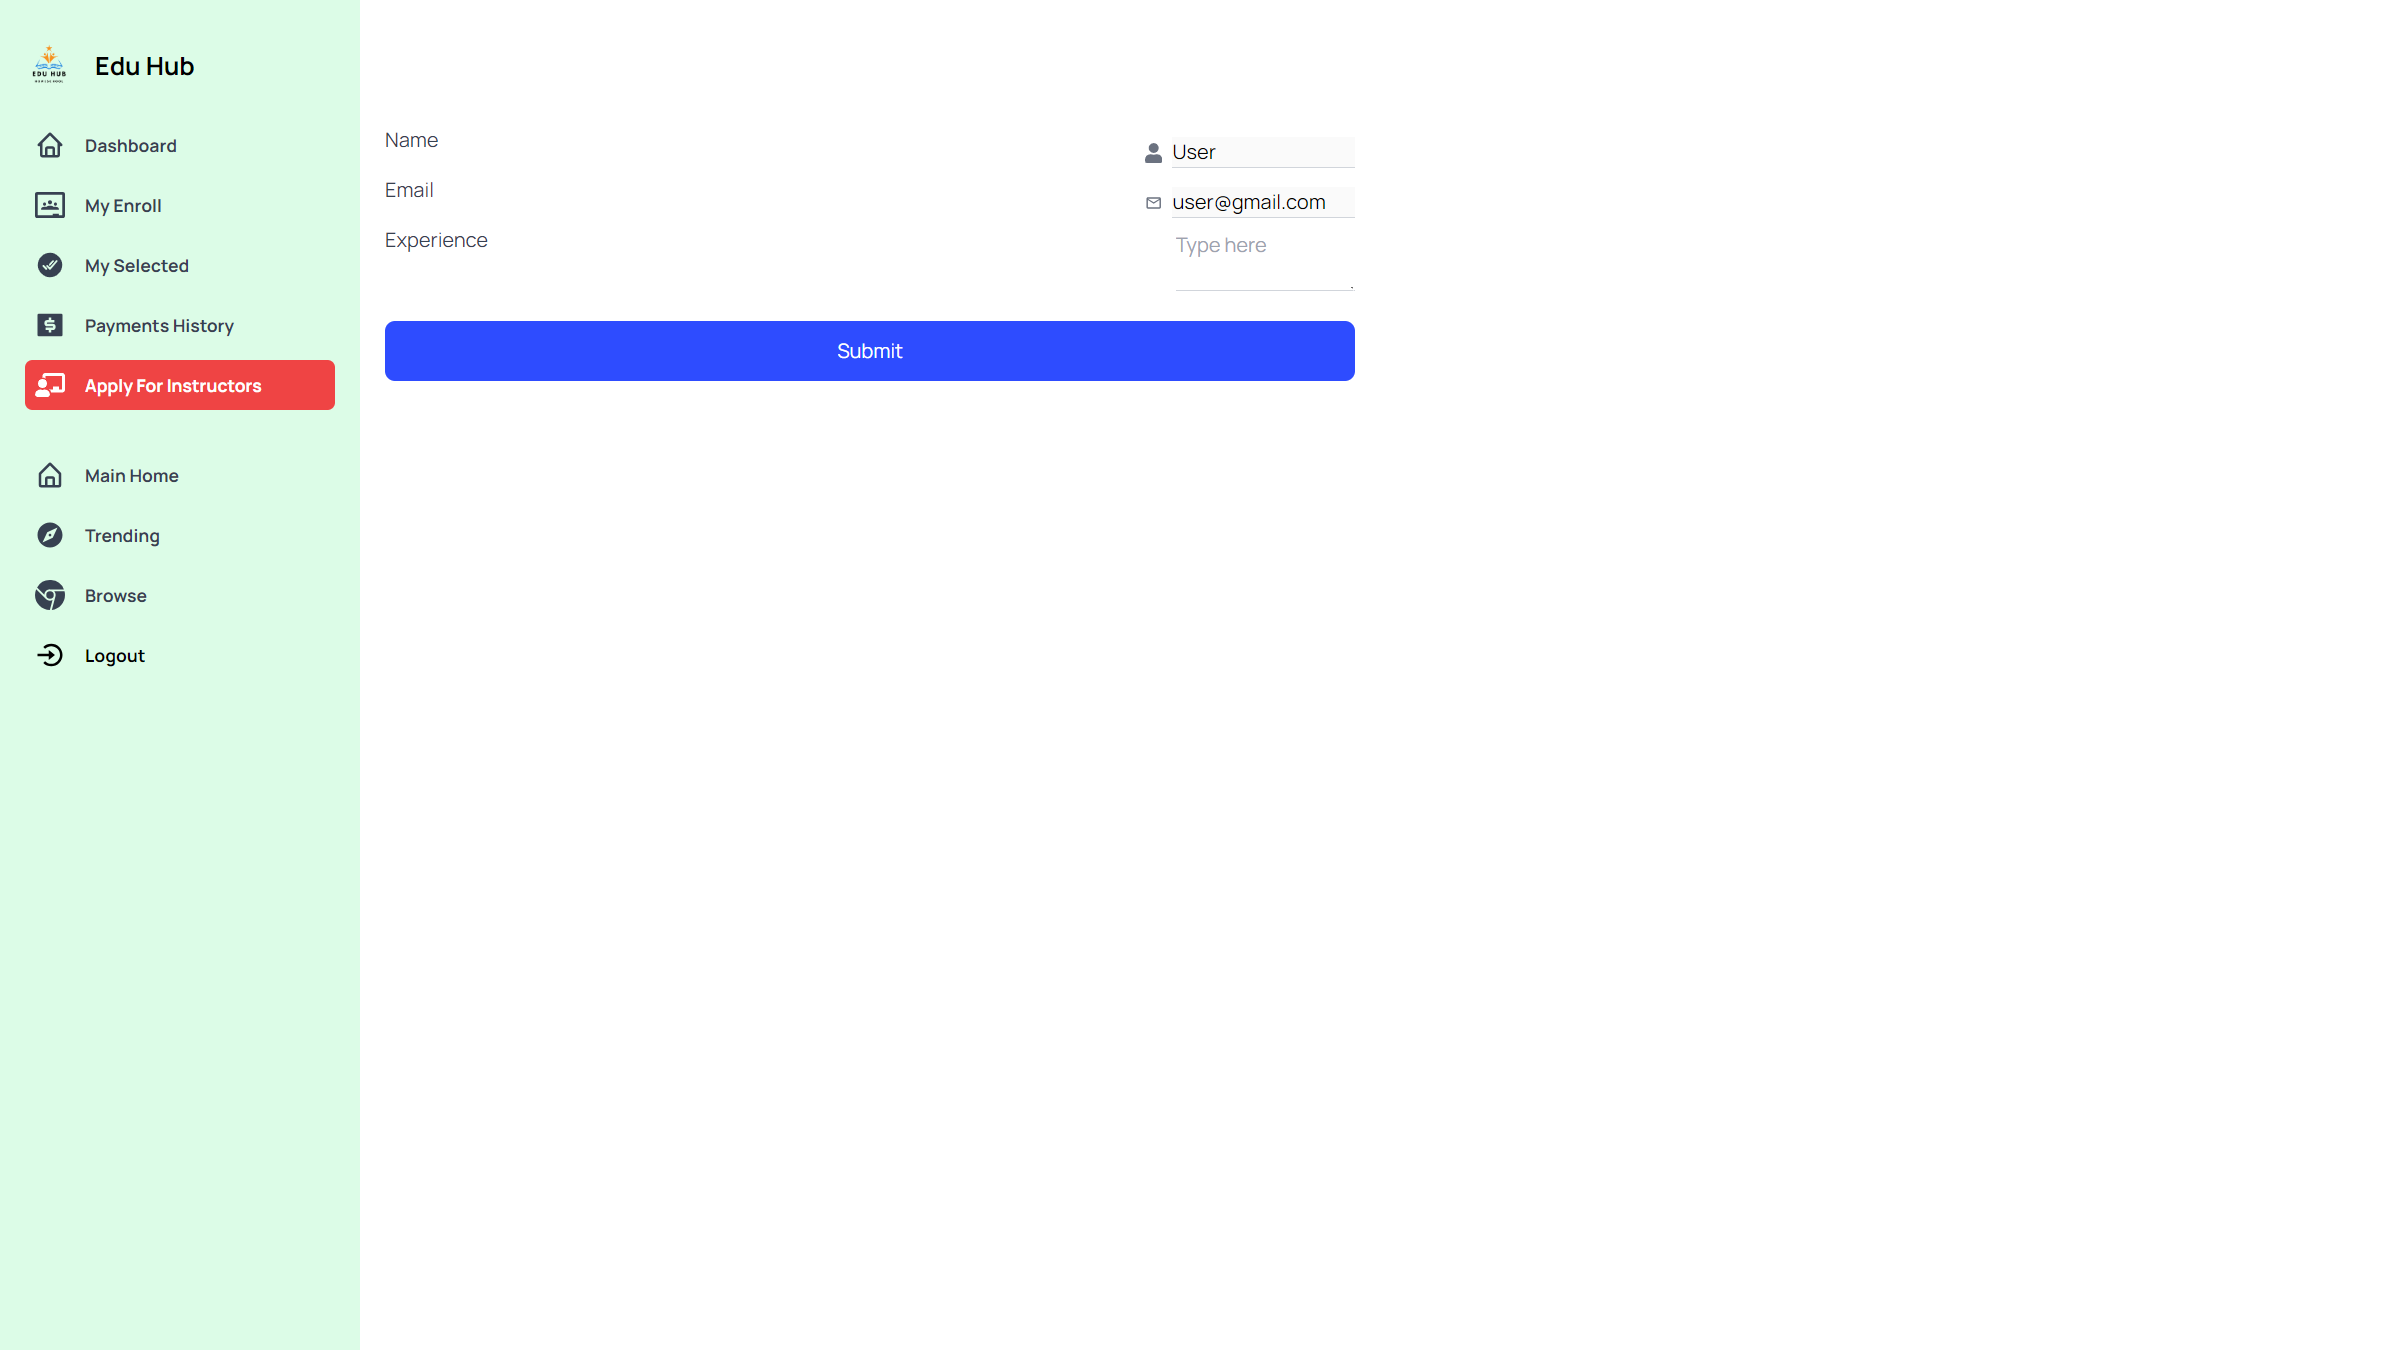 EDU HUB
Edu Hub
Dashboard
My Enroll
My Selected
Payments History
Apply For Instructors
Main Home
Trending
Browse
Logout
Name
User
Email
user@gmail.com
Experience
Type here
Submit